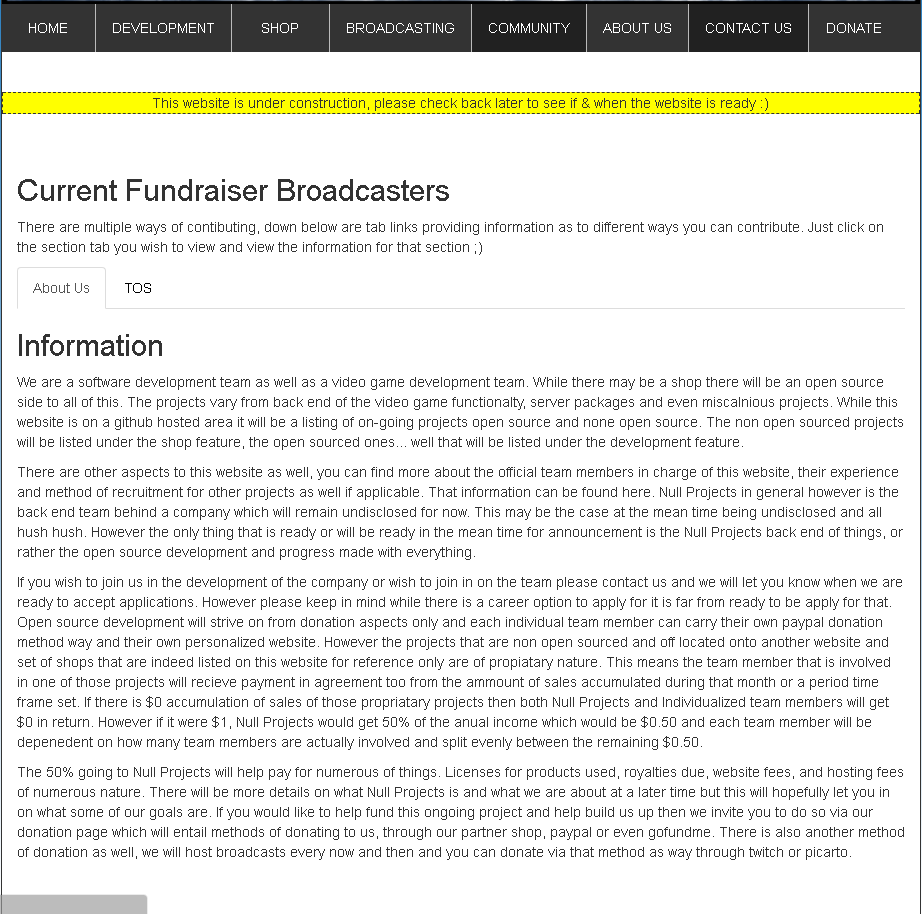 HOME DEVELOPMENT SHOP BROADCASTING COMMUNITY ABOUT US CONTACT US DONATE
This website is under construction, please check back later to see if & when the website is ready :)
Current Fundraiser Broadcasters
There are multiple ways of contibuting, down below are tab links providing information as to different ways you can contribute. Just click on
the section tab you wish to view and view the information for that section ;)
About Us TOS
Information
We are a software development team as well as a video game development team. While there may be a shop there will be an open source
side to all of this. The projects vary from back end of the video game functionalty, server packages and even miscalnious projects. While this
website is on a github hosted area it will be a listing of on-going projects open source and none open source. The non open sourced projects
will be listed under the shop feature, the open sourced ones... well that will be listed under the development feature.
There are other aspects to this website as well, you can find more about the official team members in charge of this website, their experience
and method of recruitment for other projects as well if applicable. That information can be found here. Null Projects in general however is the
back end team behind a company which will remain undisclosed for now. This may be the case at the mean time being undisclosed and all
hush hush. However the only thing that is ready or will be ready in the mean time for announcement is the Null Projects back end of things, or
rather the open source development and progress made with everything.
If you wish to join us in the development of the company or wish to join in on the team please contact us and we will let you know when we are
ready to accept applications. However please keep in mind while there is a career option to apply for it is far from ready to be apply for that.
Open source development will strive on from donation aspects only and each individual team member can carry their own paypal donation
method way and their own personalized website. However the projects that are non open sourced and off located onto another website and
set of shops that are indeed listed on this website for reference only are of propiatary nature. This means the team member that is involved
in one of those projects will recieve payment in agreement too from the ammount of sales accumulated during that month or a period time
frame set. If there is $0 accumulation of sales of those propriatary projects then both Null Projects and Individualized team members will get
$0 in return. However if it were $1, Null Projects would get 50% of the anual income which would be $0.50 and each team member will be
depenedent on how many team members are actually involved and split evenly between the remaining $0.50.
The 50% going to Null Projects will help pay for numerous of things. Licenses for products used, royalties due, website fees, and hosting fees
of numerous nature. There will be more details on what Null Projects is and what we are about at a later time but this will hopefully let you in
on what some of our goals are. If you would like to help fund this ongoing project and help build us up then we invite you to do so via our
donation page which will entail methods of donating to us, through our partner shop, paypal or even gofundme. There is also another method
of donation as well, we will host broadcasts every now and then and you can donate via that method as way through twitch or picarto.